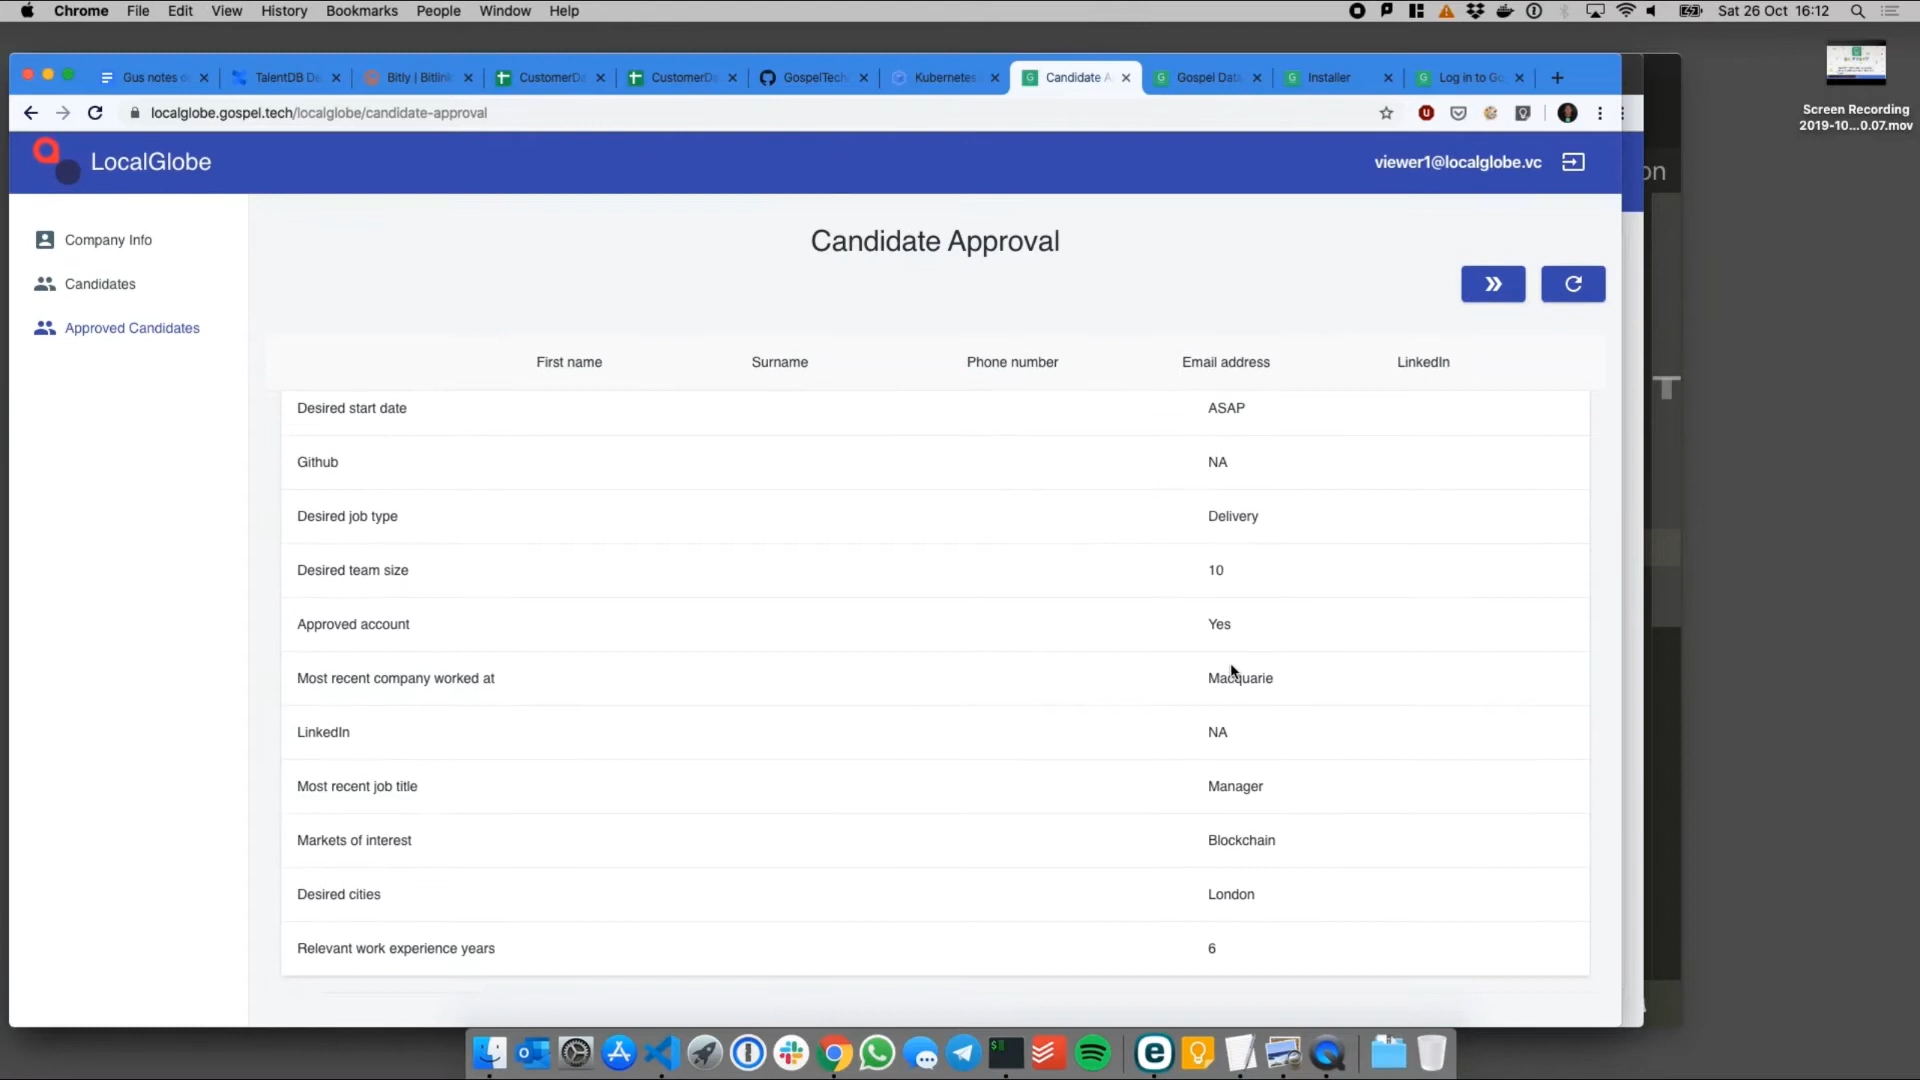 Chrome File Edit View History Bookmarks People Window Help Sat 26 Oct 16:12
Gus notes TalentDB D Bitly | Bitlink CustomerDa CustomerDa GospelTech Kubernetes Candidate A Gospel Data Installer Log in to Go
localglobe.gospel.tech/localglobe/candidate-approval
Screen Recording
2019-10...0.07.mov
LocalGlobe viewer1@localglobe.vc
on
Company Info
Candidates
Approved Candidates
Candidate Approval
First name Surname Phone number Email address LinkedIn
T
Desired start date ASAP
Github NA
Desired job type Delivery
Desired team size 10
Approved account Yes
Most recent company worked at Macquarie
LinkedIn NA
Most recent job title Manager
Markets of interest Blockchain
Desired cities London
Relevant work experience years 6